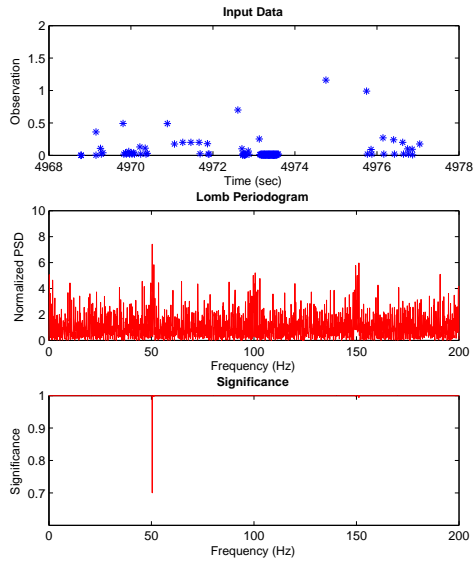 Input Data
2
1.5
1
0.5
0
Observation
4968 4970 4972 4974 4976 4978
Time (sec)
Lomb Periodogram
10
8
6
4
2
0
Normalized PSD
0 50 100 150 200
Frequency (Hz)
Significance
1
0.9
0.8
0.7
Significance
0 50 100 150 200
Frequency (Hz)